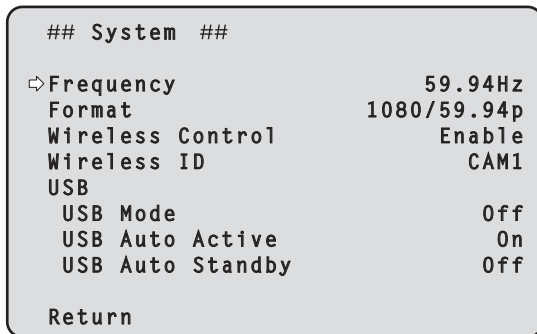 ## System ##
⇨Frequency 59.94Hz
Format 1080/59.94p
Wireless Control Enable
Wireless ID CAM1
USB
USB Mode Off
USB Auto Active On
USB Auto Standby Off
Return